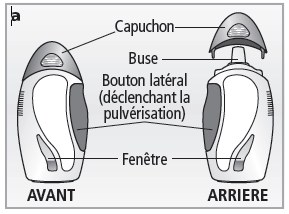 a
Capuchon
Buse
Bouton latéral
(déclenchant la
pulvérisation)
Fenêtre
AVANT
ARRIERE